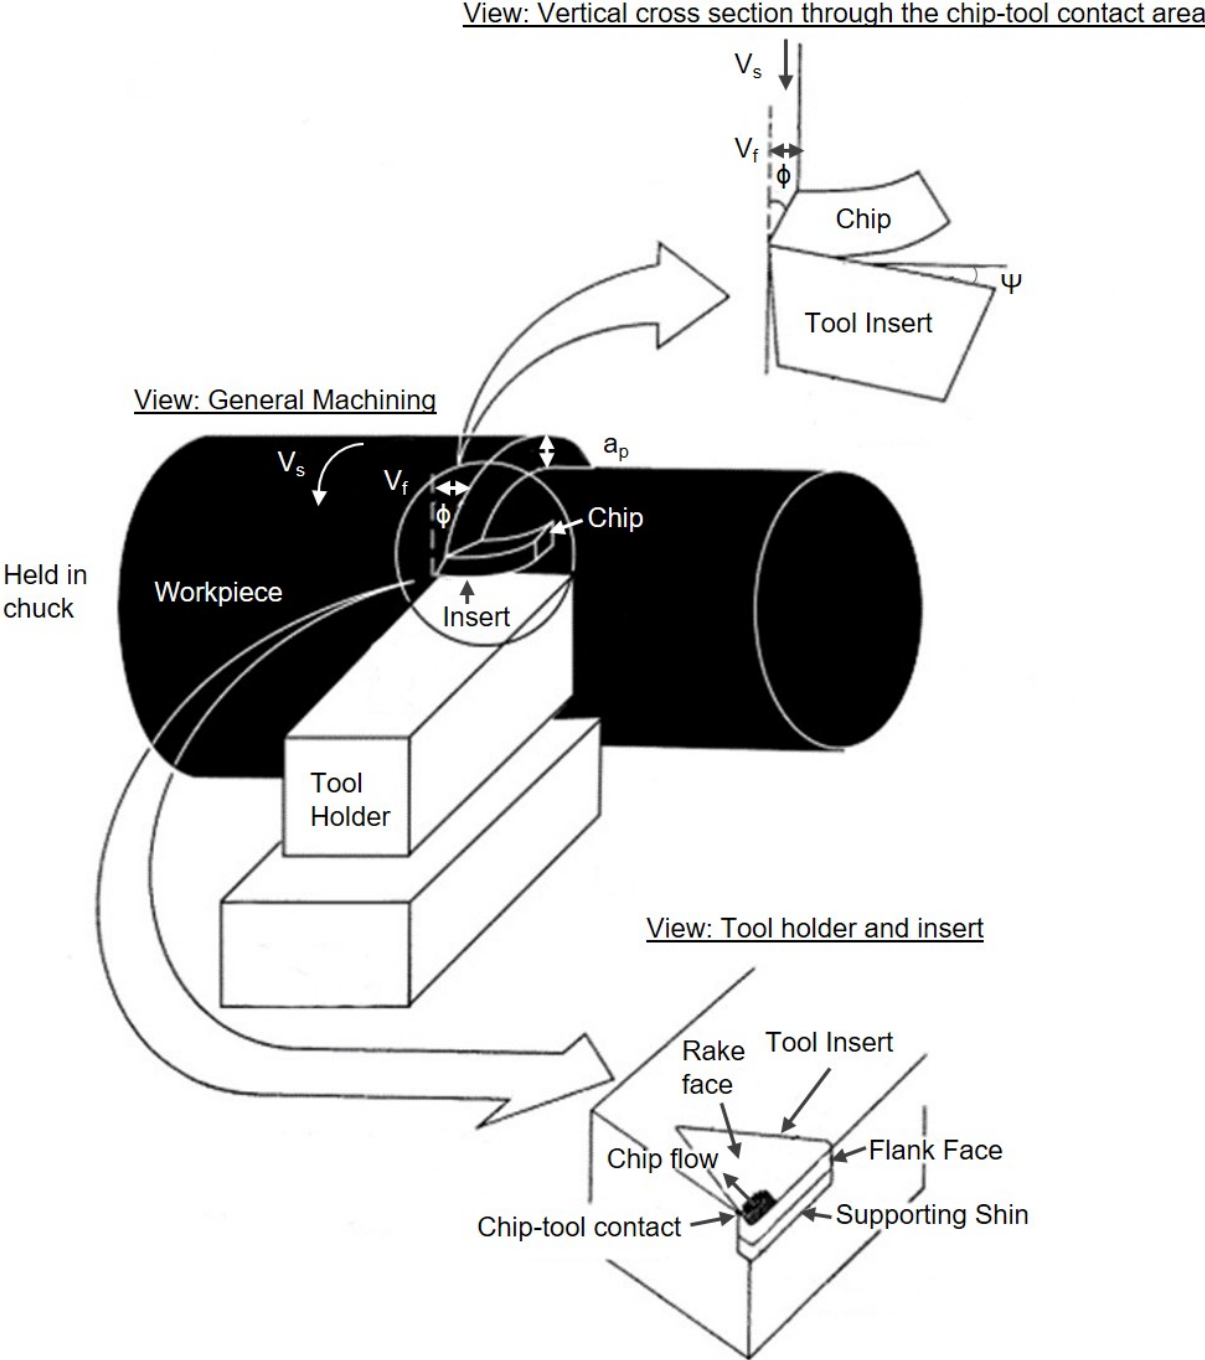 View: Vertical cross section through the chip-tool contact area
Vs
Vf
ϕ
Chip
Ψ
Tool Insert
View: General Machining
ap
Vs
Vf
ϕ
Chip
Held in
chuck
Workpiece
Insert
Tool
Holder
View: Tool holder and insert
Rake
face
Tool Insert
Chip flow
Flank Face
Chip-tool contact
Supporting Shin